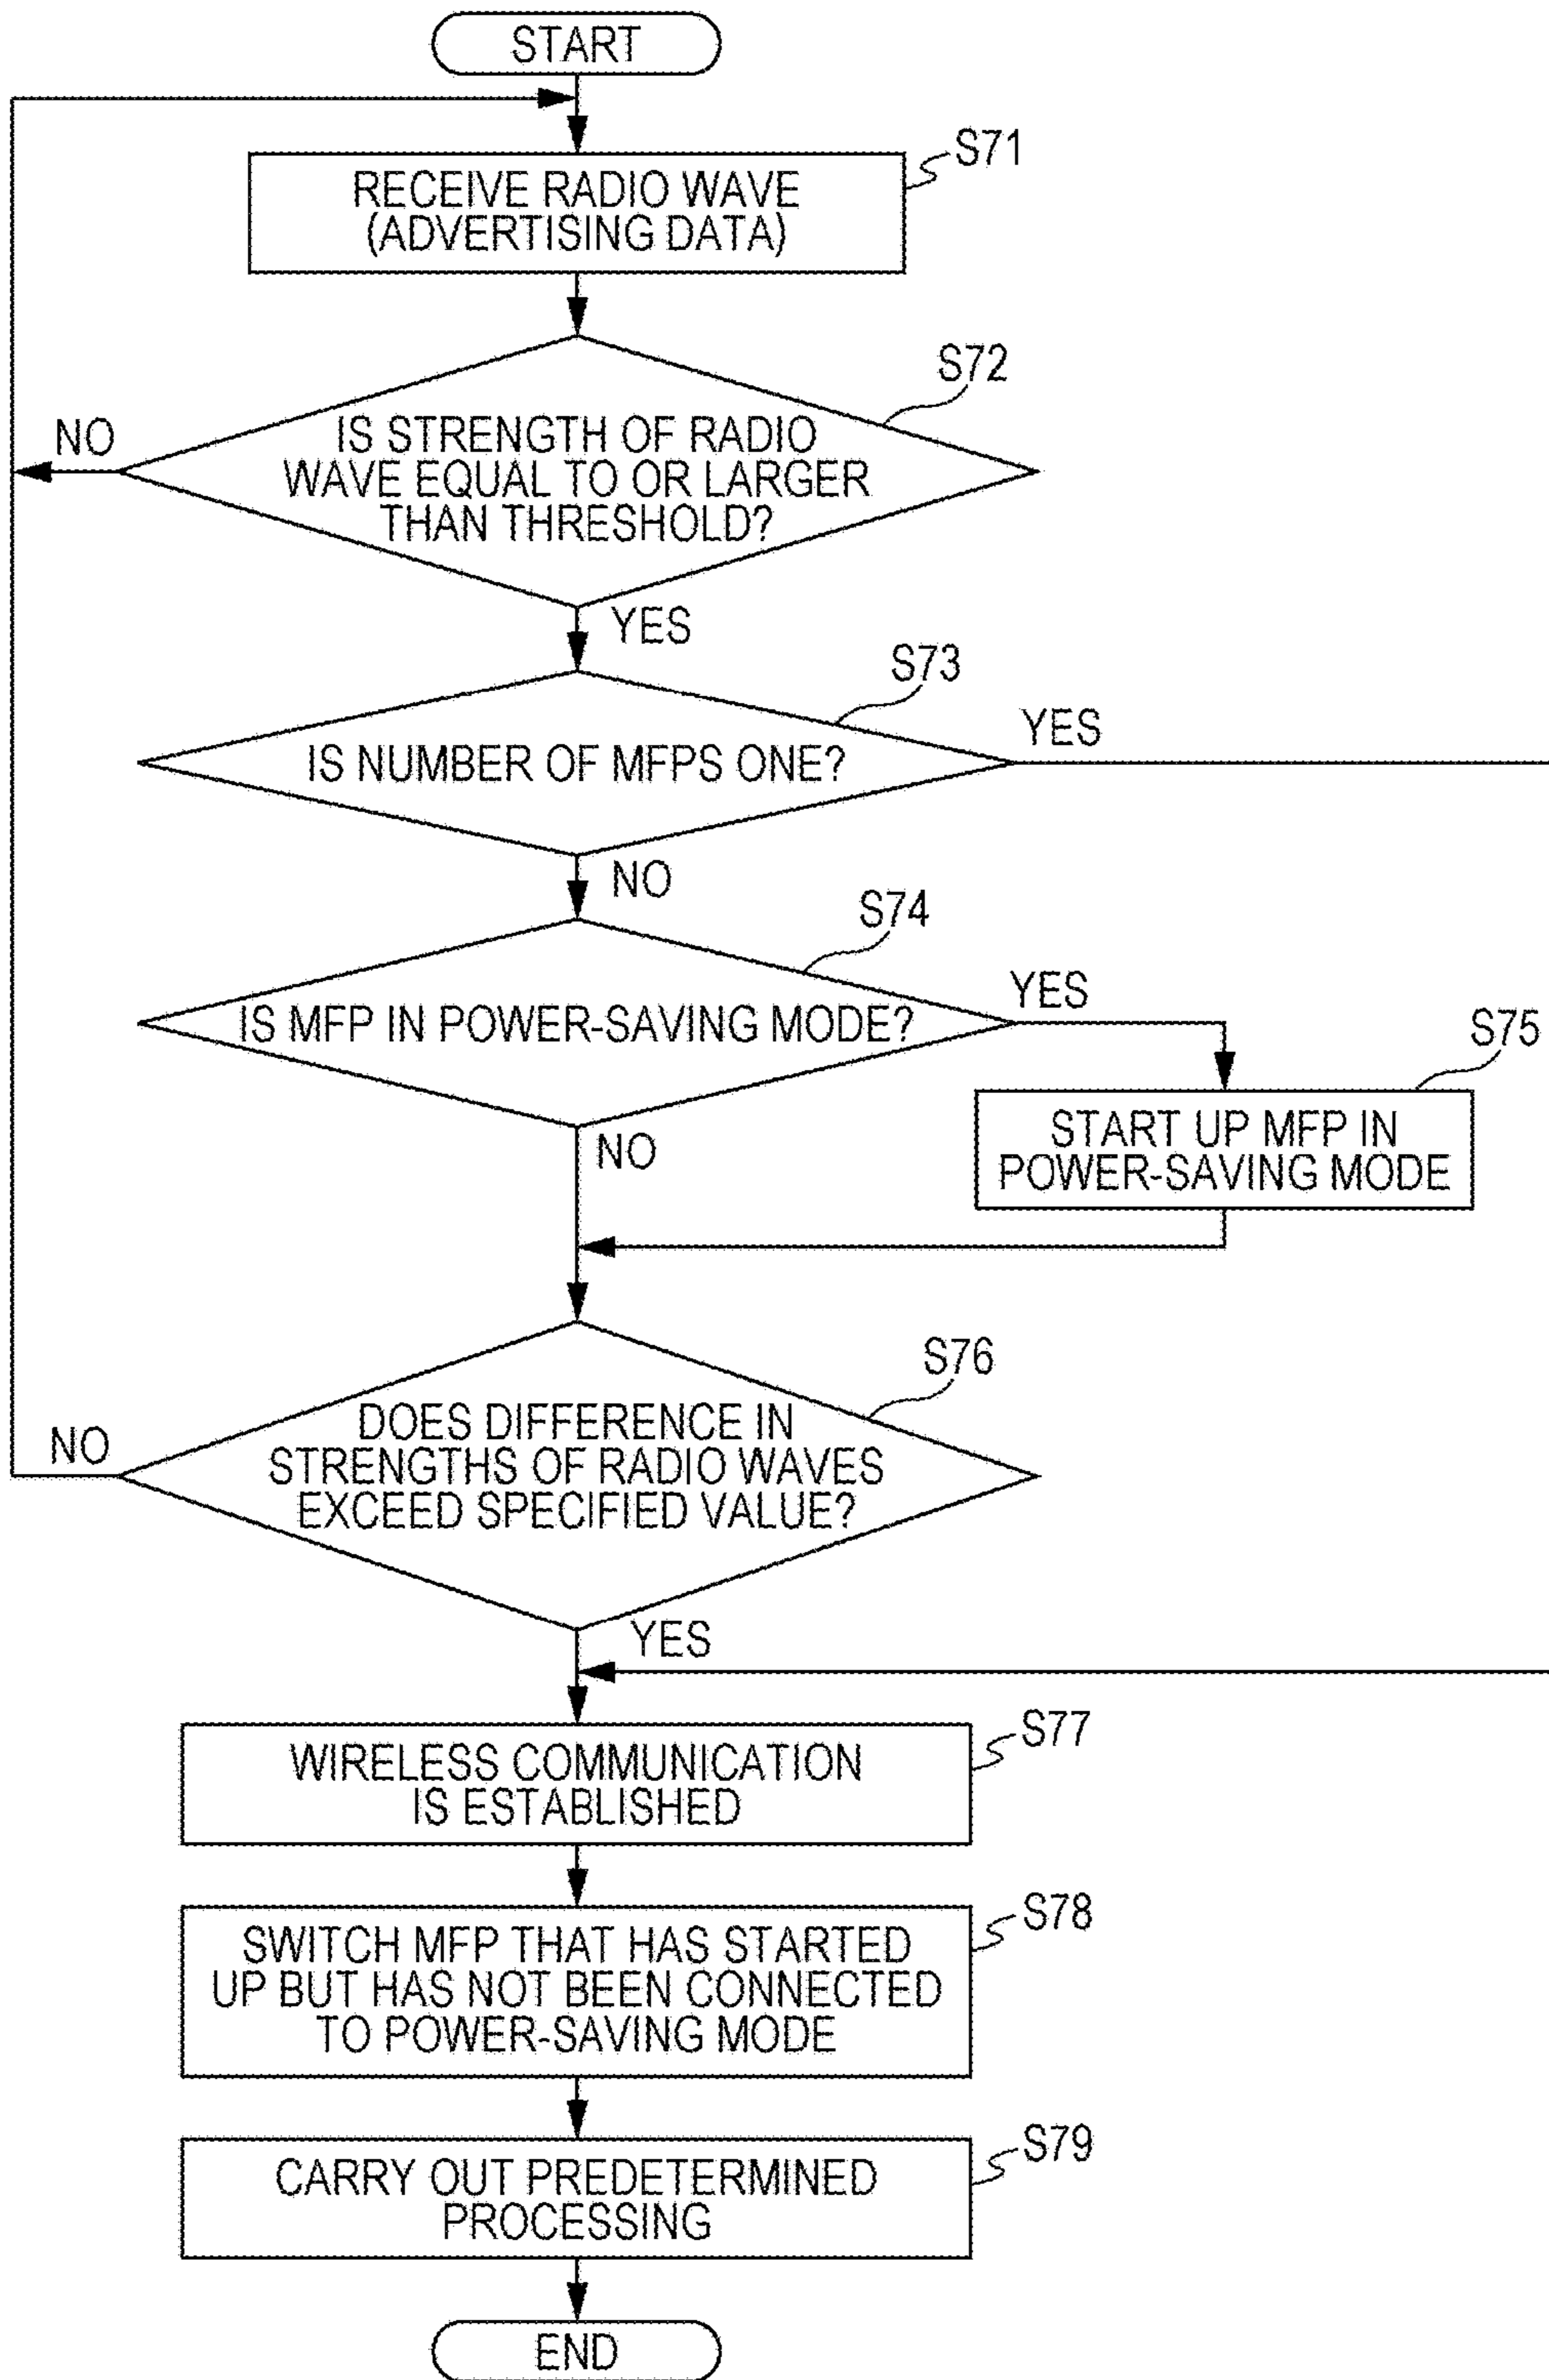 START
S71
RECEIVE RADIO WAVE
(ADVERTISING DATA)
S72
NO
IS STRENGTH OF RADIO
WAVE EQUAL TO OR LARGER
THAN THRESHOLD?
YES
S73
YES
IS NUMBER OF MFPS ONE?
NO
S74
YES
IS MFP IN POWER-SAVING MODE?
S75
START UP MFP IN
POWER-SAVING MODE
NO
S76
NO
DOES DIFFERENCE IN
STRENGTHS OF RADIO WAVES
EXCEED SPECIFIED VALUE?
YES
S77
WIRELESS COMMUNICATION
IS ESTABLISHED
S78
SWITCH MFP THAT HAS STARTED
UP BUT HAS NOT BEEN CONNECTED
TO POWER-SAVING MODE
S79
CARRY OUT PREDETERMINED
PROCESSING
END